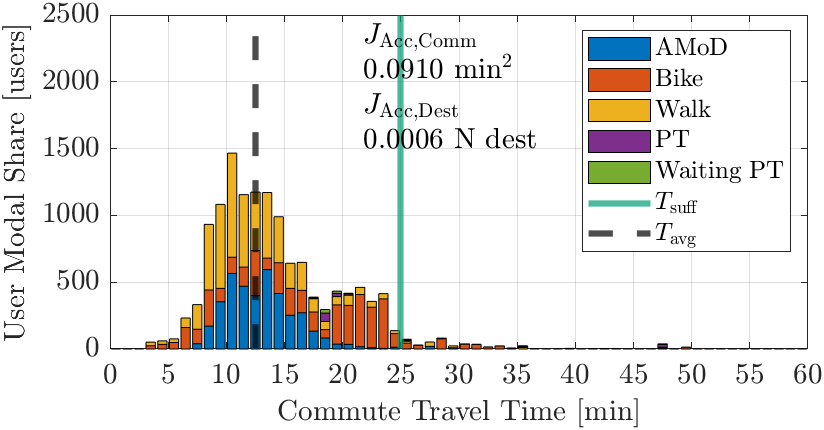 2500
2000
1500
1000
500
0
0 5 10 15 20 25 30 35 40 45 50 55 60
User Modal Share [users]
Commute Travel Time [min]
J_Acc,Comm
0.0910 min²
J_Acc,Dest
0.0006 N dest
AMoD
Bike
Walk
PT
Waiting PT
T_suff
T_avg